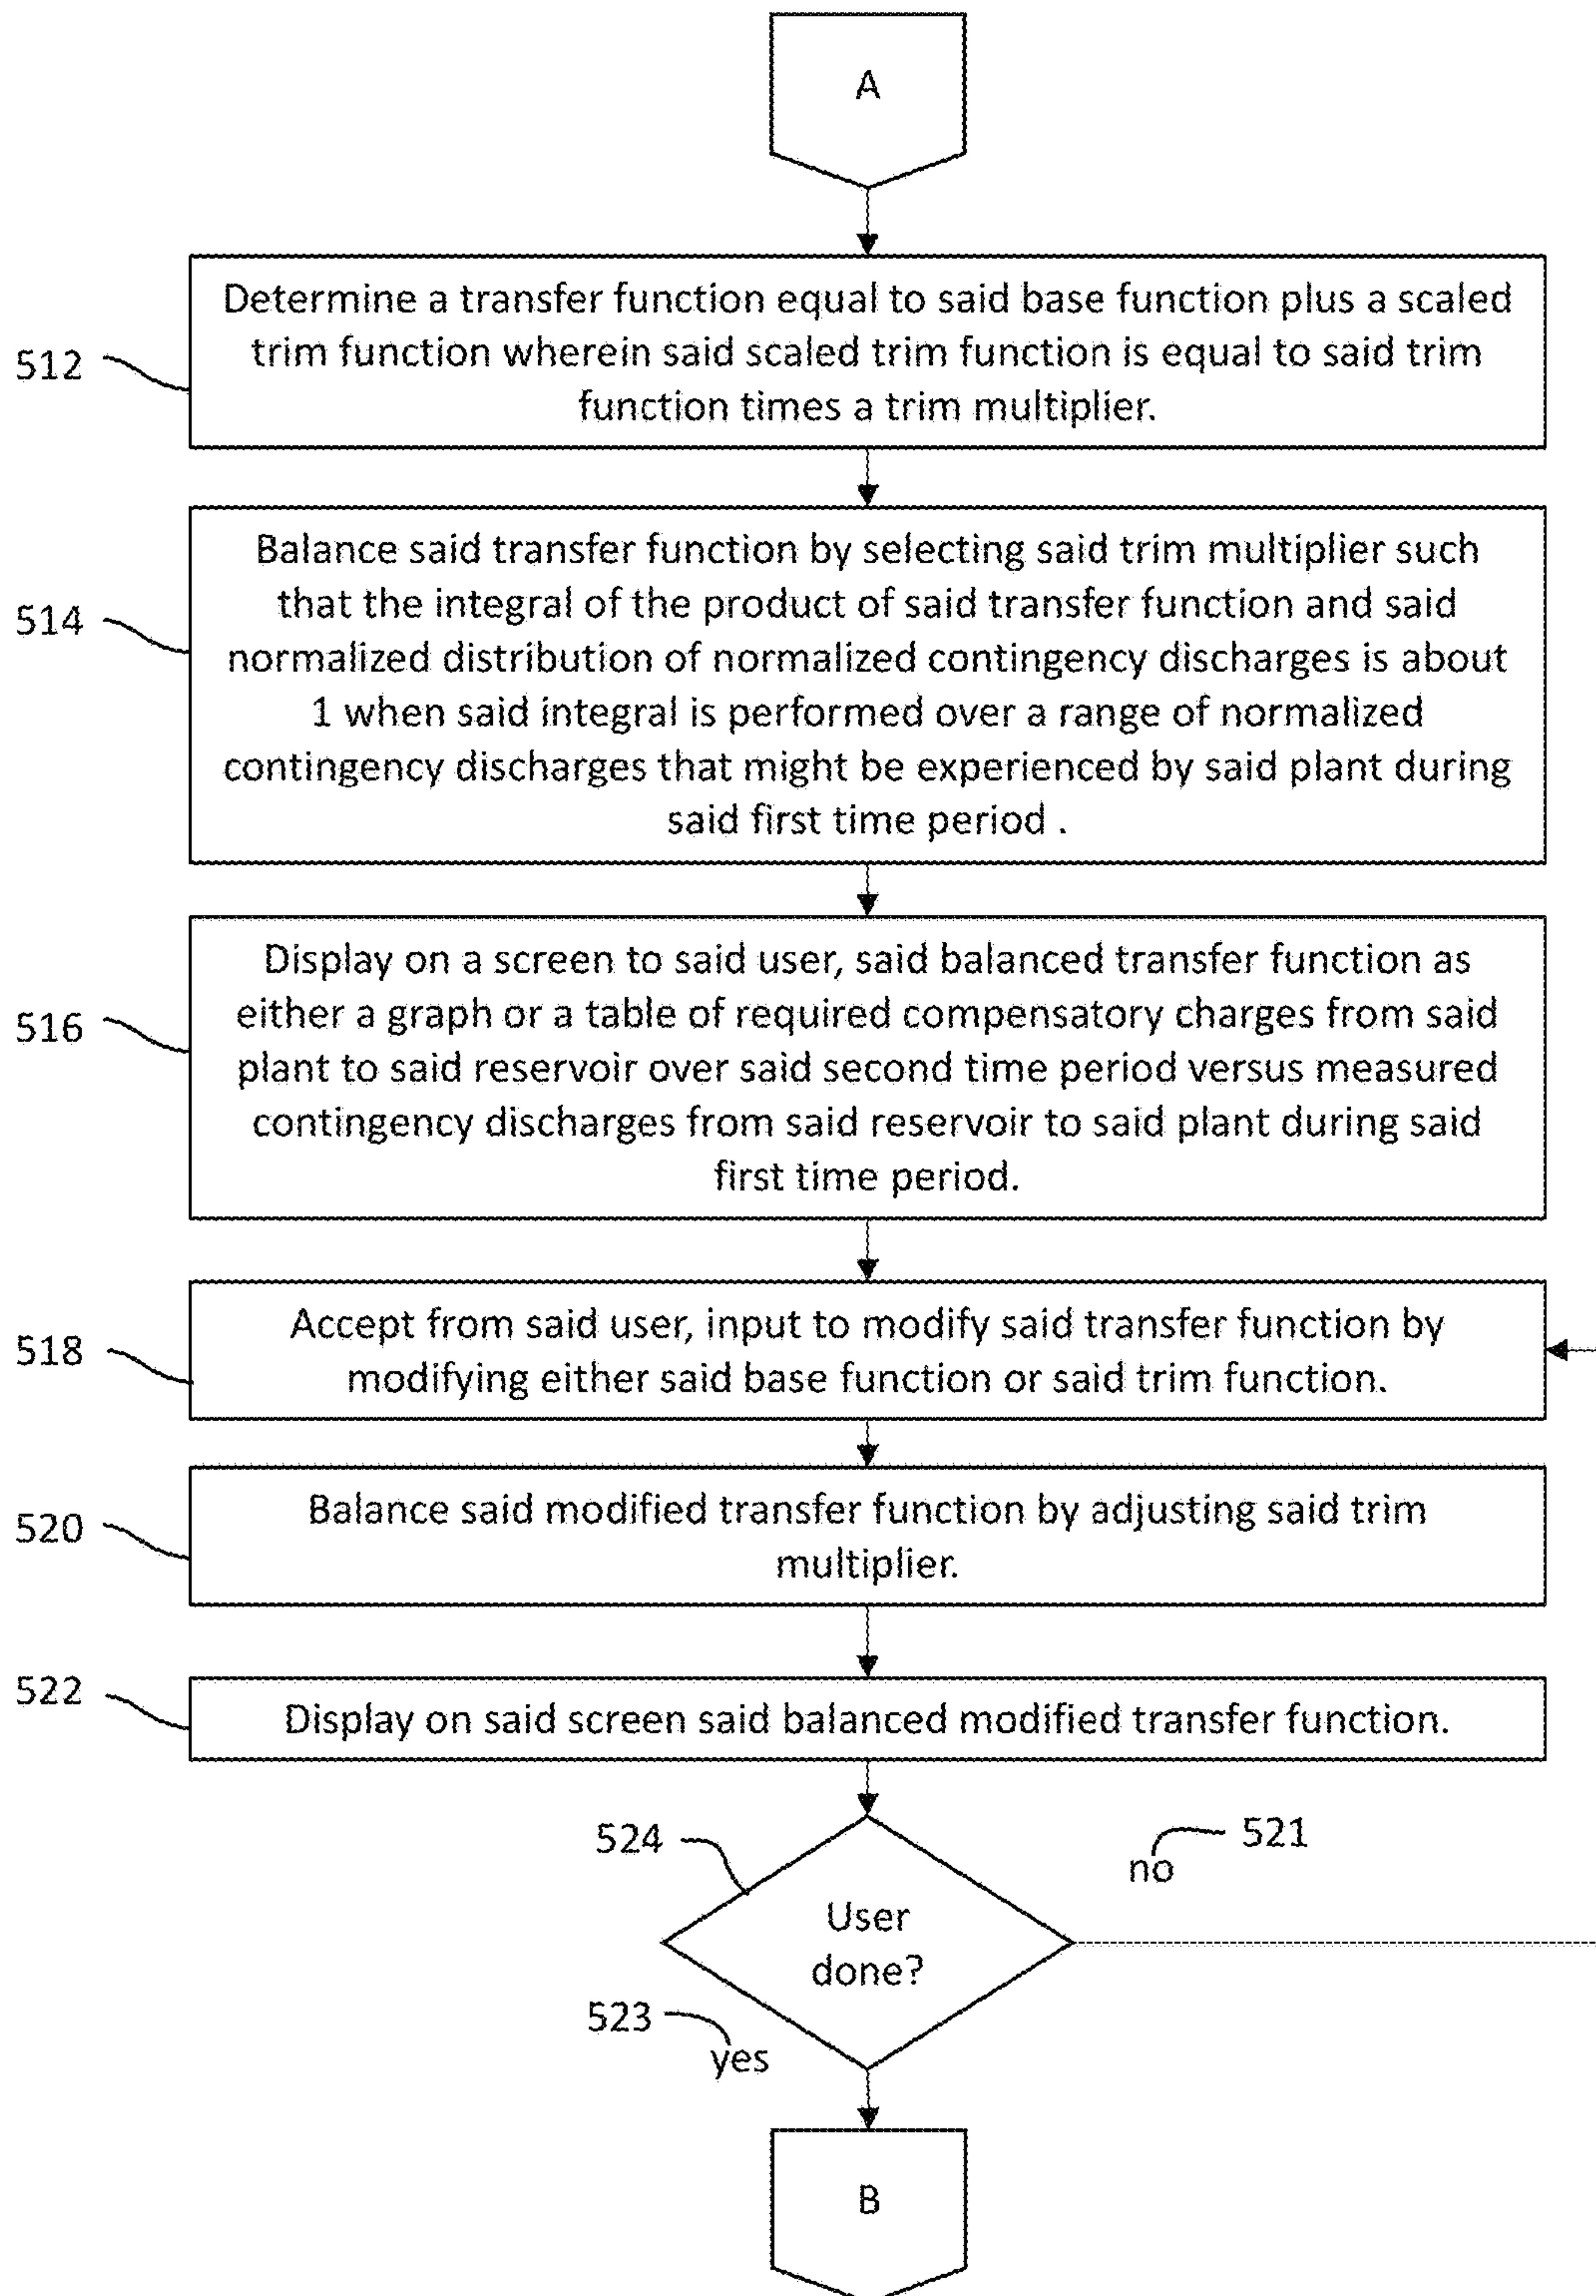 A
Determine a transfer function equal to said base function plus a scaled
trim function wherein said scaled trim function is equal to said trim
function times a trim multiplier.
512
Balance said transfer function by selecting said trim multiplier such
that the integral of the product of said transfer function and said
normalized distribution of normalized contingency discharges is about
1 when said integral is performed over a range of normalized
contingency discharges that might be experienced by said plant during
said first time period .
514
Display on a screen to said user, said balanced transfer function as
either a graph or a table of required compensatory charges from said
plant to said reservoir over said second time period versus measured
contingency discharges from said reservoir to said plant during said
first time period.
516
Accept from said user, input to modify said transfer function by
modifying either said base function or said trim function.
518
Balance said modified transfer function by adjusting said trim
multiplier.
520
522
Display on said screen said balanced modified transfer function.
524
521
no
User
done?
523
yes
B